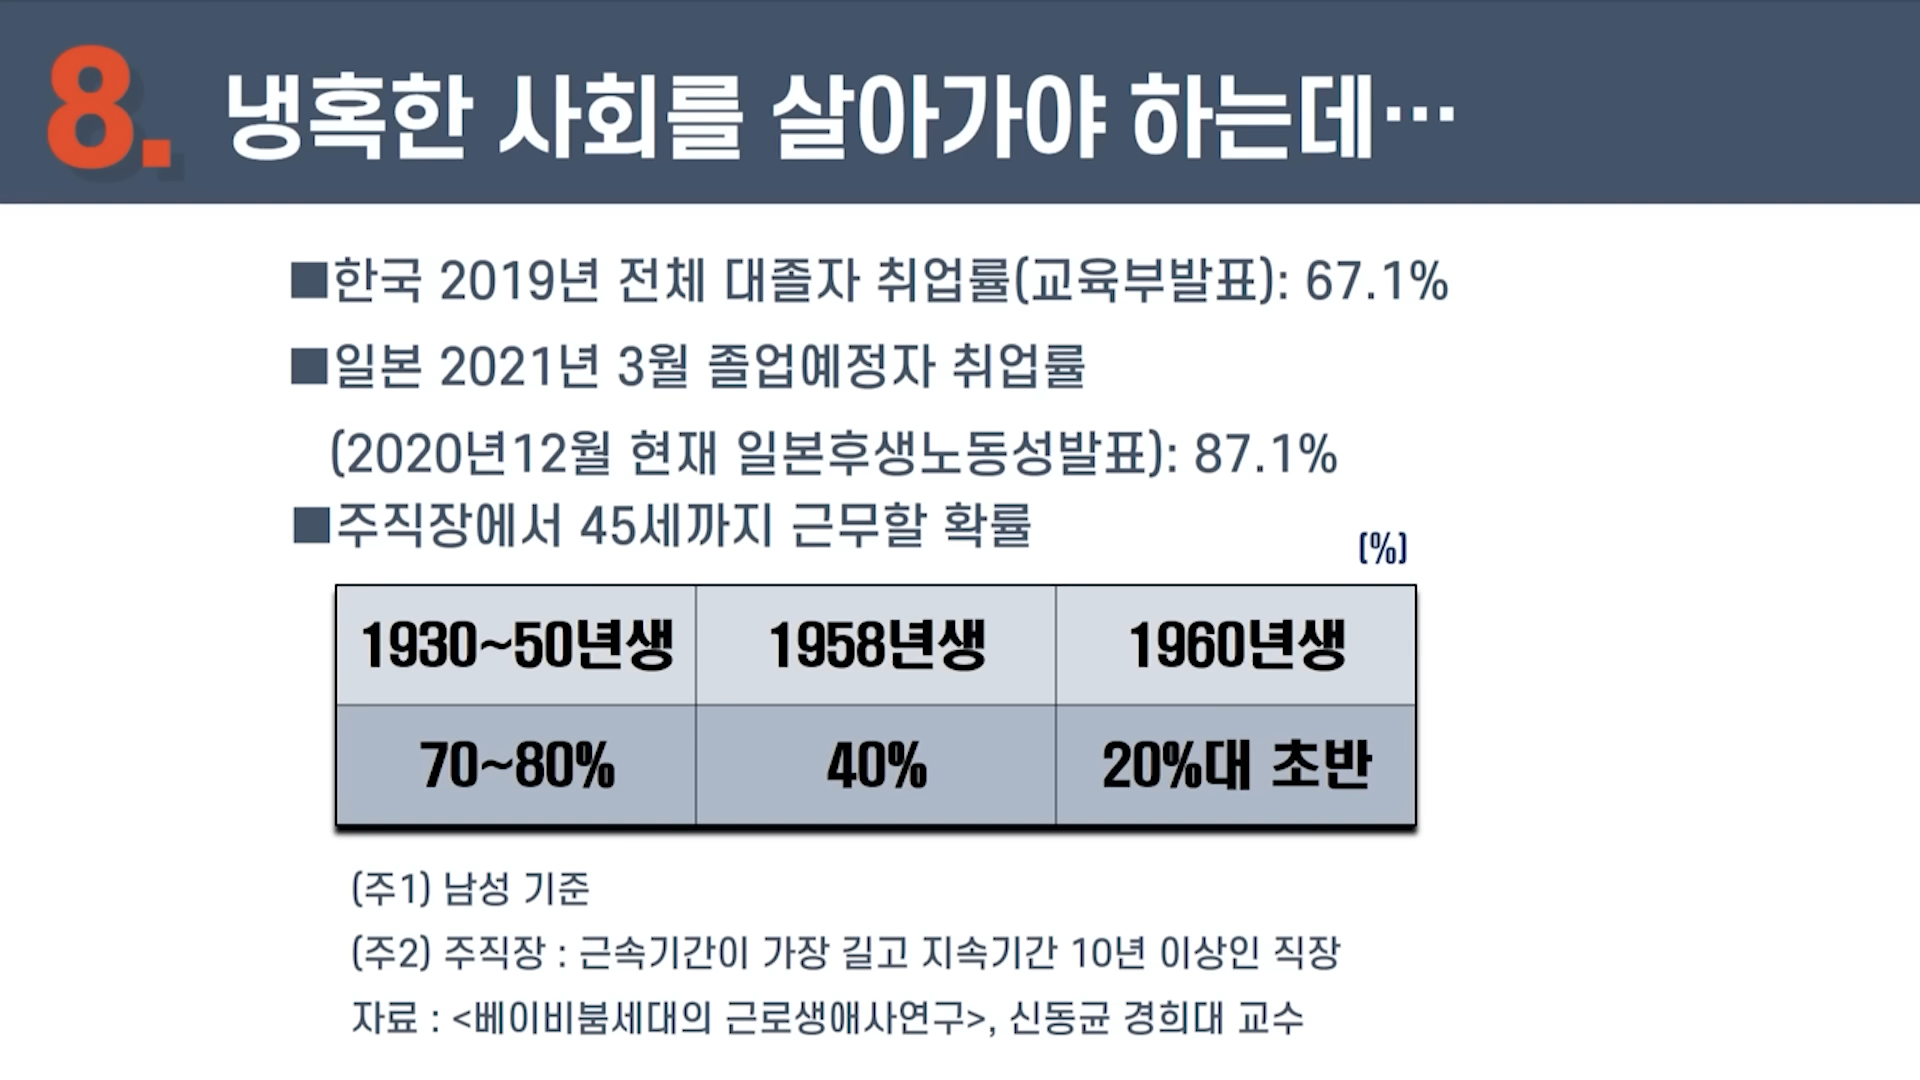 8. 냉혹한 사회를 살아가야 하는데…
■한국 2019년 전체 대졸자 취업률(교육부발표): 67.1%
■일본 2021년 3월 졸업예정자 취업률
(2020년12월 현재 일본후생노동성발표): 87.1%
■주직장에서 45세까지 근무할 확률
(%)
1930~50년생 1958년생 1960년생
70~80% 40% 20%대 초반
(주1) 남성 기준
(주2) 주직장 : 근속기간이 가장 길고 지속기간 10년 이상인 직장
자료 : <베이비붐세대의 근로생애사연구>, 신동균 경희대 교수